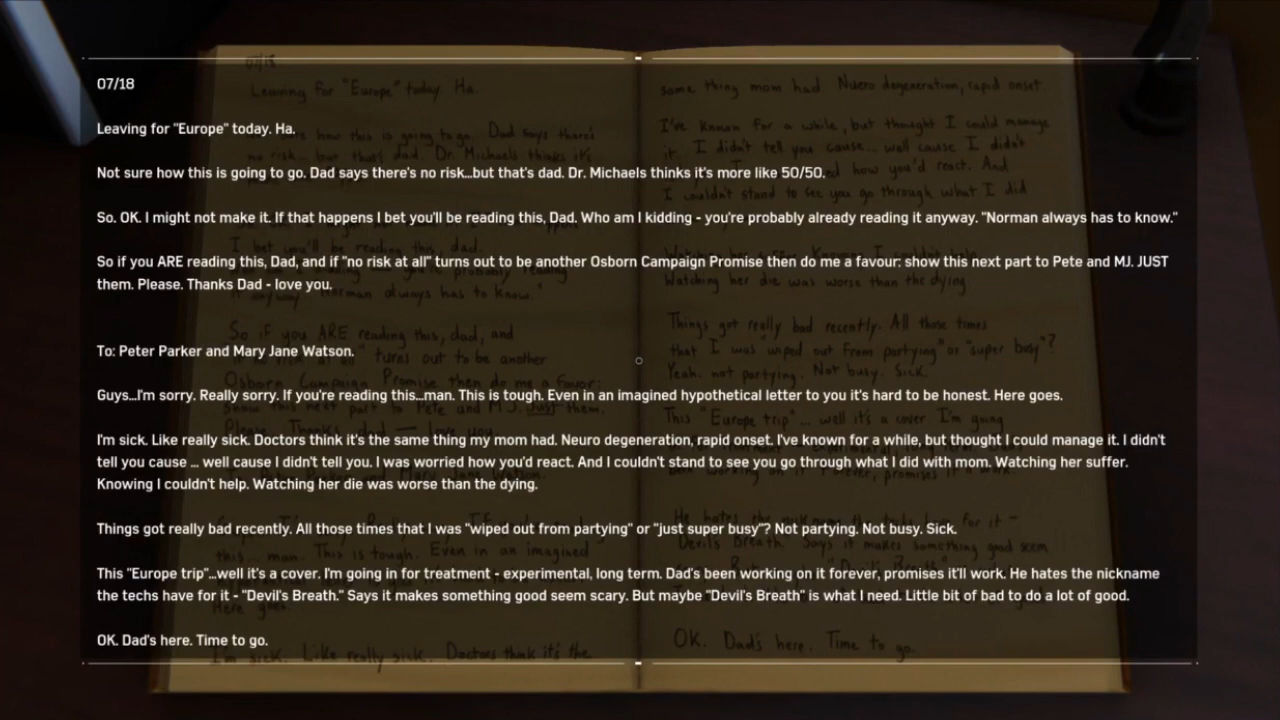 07/18
Leaving for "Europe" today. Ha.
Not sure how this is going to go. Dad says there's no risk...but that's dad. Dr. Michaels thinks it's more like 50/50.
So. OK. I might not make it. If that happens I bet you'll be reading this, Dad. Who am I kidding - you're probably already reading it anyway. "Norman always has to know."
So if you ARE reading this, Dad, and if "no risk at all" turns out to be another Osborn Campaign Promise then do me a favour: show this next part to Pete and MJ. JUST
them. Please. Thanks Dad - love you.
To: Peter Parker and Mary Jane Watson.
Guys...I'm sorry. Really sorry. If you're reading this...man. This is tough. Even in an imagined hypothetical letter to you it's hard to be honest. Here goes.
I'm sick. Like really sick. Doctors think it's the same thing my mom had. Neuro degeneration, rapid onset. I've known for a while, but thought I could manage it. I didn't
tell you cause ... well cause I didn't tell you. I was worried how you'd react. And I couldn't stand to see you go through what I did with mom. Watching her suffer.
Knowing I couldn't help. Watching her die was worse than the dying.
Things got really bad recently. All those times that I was "wiped out from partying" or "just super busy"? Not partying. Not busy. Sick.
This "Europe trip"...well it's a cover. I'm going in for treatment - experimental, long term. Dad's been working on it forever, promises it'll work. He hates the nickname
the techs have for it - "Devil's Breath." Says it makes something good seem scary. But maybe "Devil's Breath" is what I need. Little bit of bad to do a lot of good.
OK. Dad's here. Time to go.